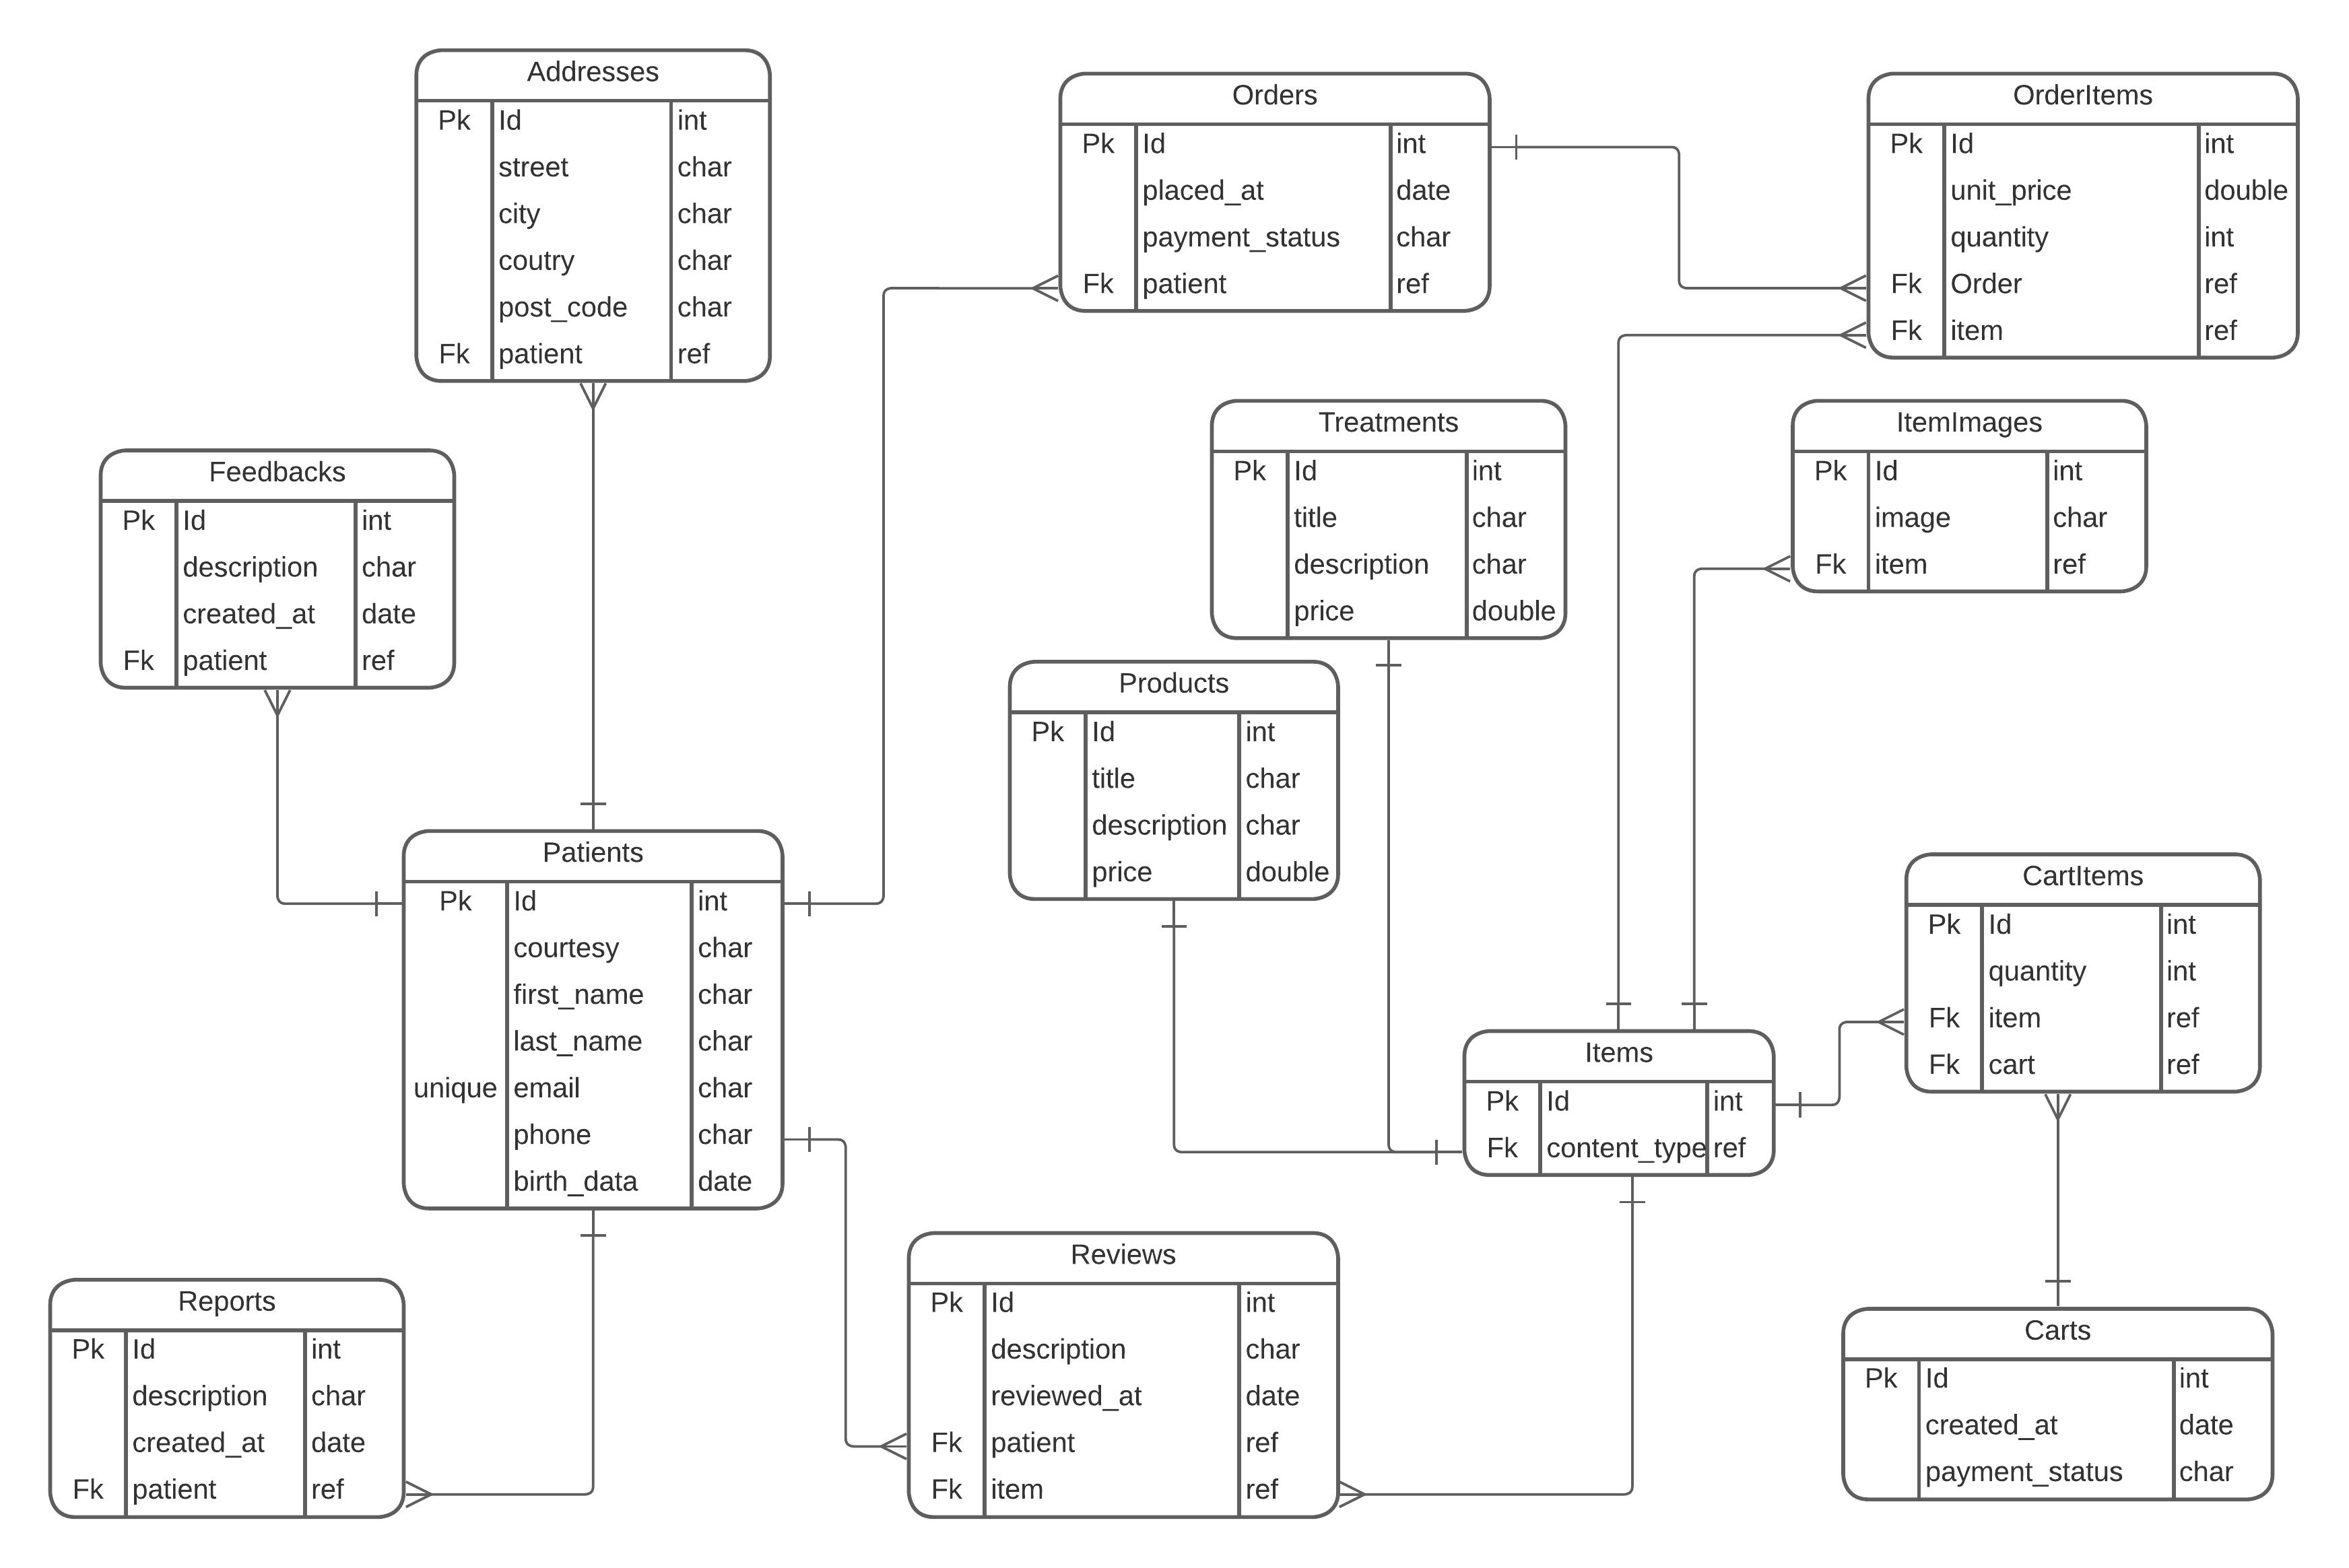 Addresses
Pk Id int
street char
city char
coutry char
post_code char
Fk patient ref
Orders
Pk Id int
placed_at date
payment_status char
Fk patient ref
OrderItems
Pk Id int
unit_price double
quantity int
Fk Order ref
Fk item ref
Feedbacks
Pk Id int
description char
created_at date
Fk patient ref
Treatments
Pk Id int
title char
description char
price double
ItemImages
Pk Id int
image char
Fk item ref
Products
Pk Id int
title char
description char
price double
Patients
Pk Id int
courtesy char
first_name char
last_name char
unique email char
phone char
birth_data date
CartItems
Pk Id int
quantity int
Fk item ref
Fk cart ref
Items
Pk Id int
Fk content_type ref
Reports
Pk Id int
description char
created_at date
Fk patient ref
Reviews
Pk Id int
description char
reviewed_at date
Fk patient ref
Fk item ref
Carts
Pk Id int
created_at date
payment_status char